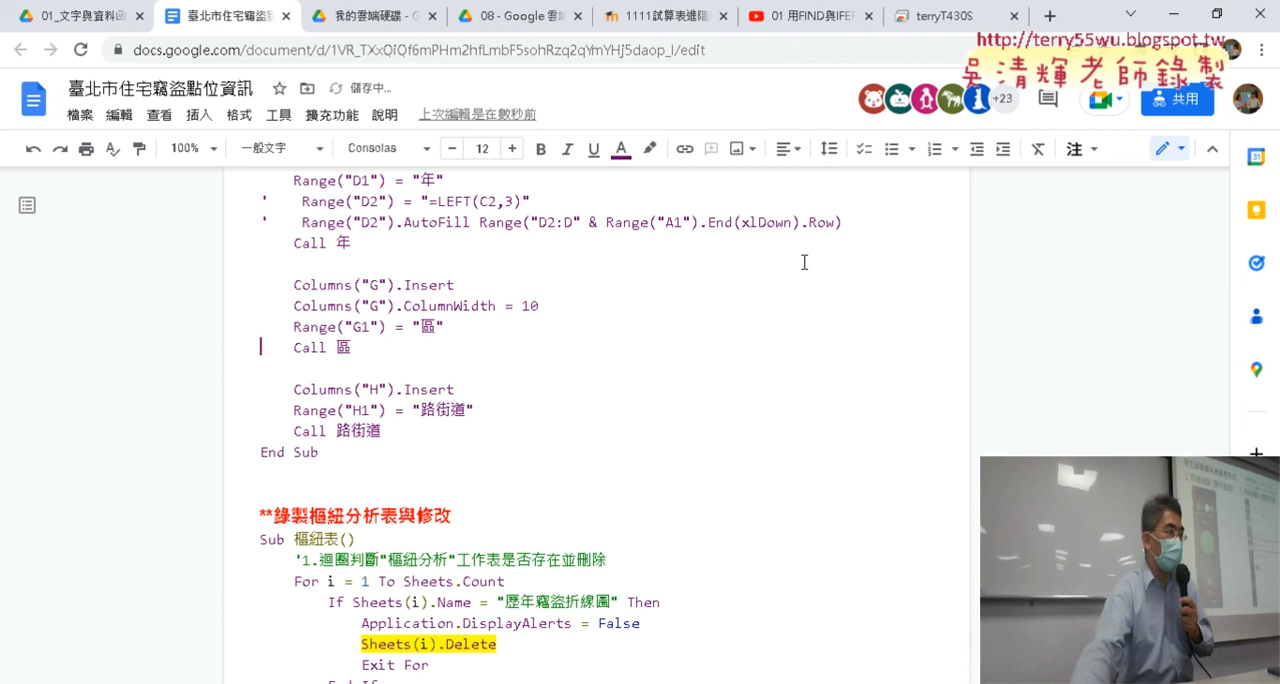 01_文字與資料函
臺北市住宅竊盜點
我的雲端硬碟 - G
08 - Google 雲
1111試算表進階
01 用FIND與IFER
terryT430S
docs.google.com/document/d/1VR_TXxQiQf6mPHm2hfLmbF5sohRzq2qYmYHj5daop_I/edit
http://terry55wu.blogspot.tw
吳清輝老師錄製
臺北市住宅竊盜點位資訊
儲存中...
檔案 編輯 查看 插入 格式 工具 擴充功能 說明 上次編輯是在數秒前
+23
共用
100% 一般文字 Consolas 12 注
Range("D1") = "年"
' Range("D2") = "=LEFT(C2,3)"
' Range("D2").AutoFill Range("D2:D" & Range("A1").End(xlDown).Row)
Call 年
Columns("G").Insert
Columns("G").ColumnWidth = 10
Range("G1") = "區"
Call 區
Columns("H").Insert
Range("H1") = "路街道"
Call 路街道
End Sub
**錄製樞紐分析表與修改
Sub 樞紐表()
'1.迴圈判斷"樞紐分析"工作表是否存在並刪除
For i = 1 To Sheets.Count
If Sheets(i).Name = "歷年竊盜折線圖" Then
Application.DisplayAlerts = False
Sheets(i).Delete
Exit For